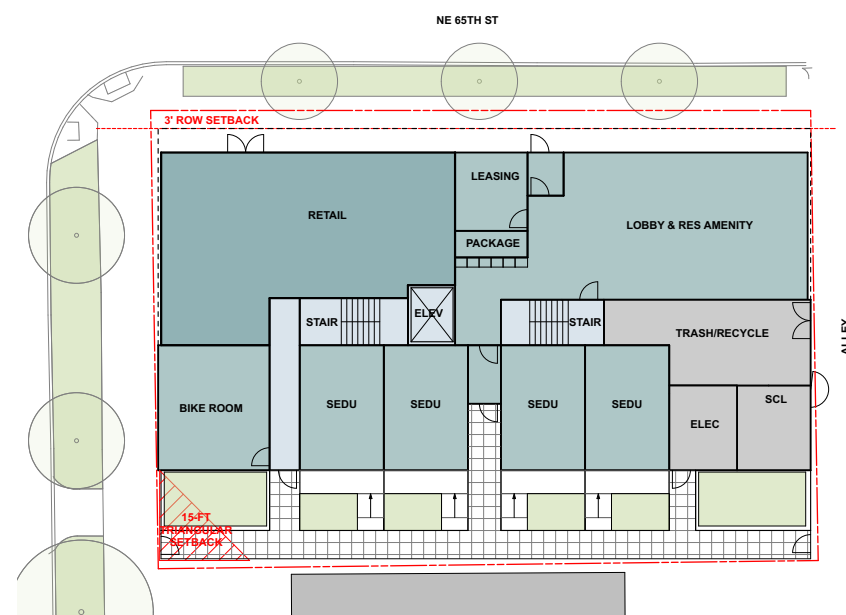 NE 65TH ST
3' ROW SETBACK
LEASING
RETAIL
LOBBY & RES AMENITY
PACKAGE
ELEV
STAIR
STAIR
TRASH/RECYCLE
ALLEY
SEDU
SEDU
SEDU
SEDU
BIKE ROOM
SCL
ELEC
15-FT
TRIANGULAR
SETBACK